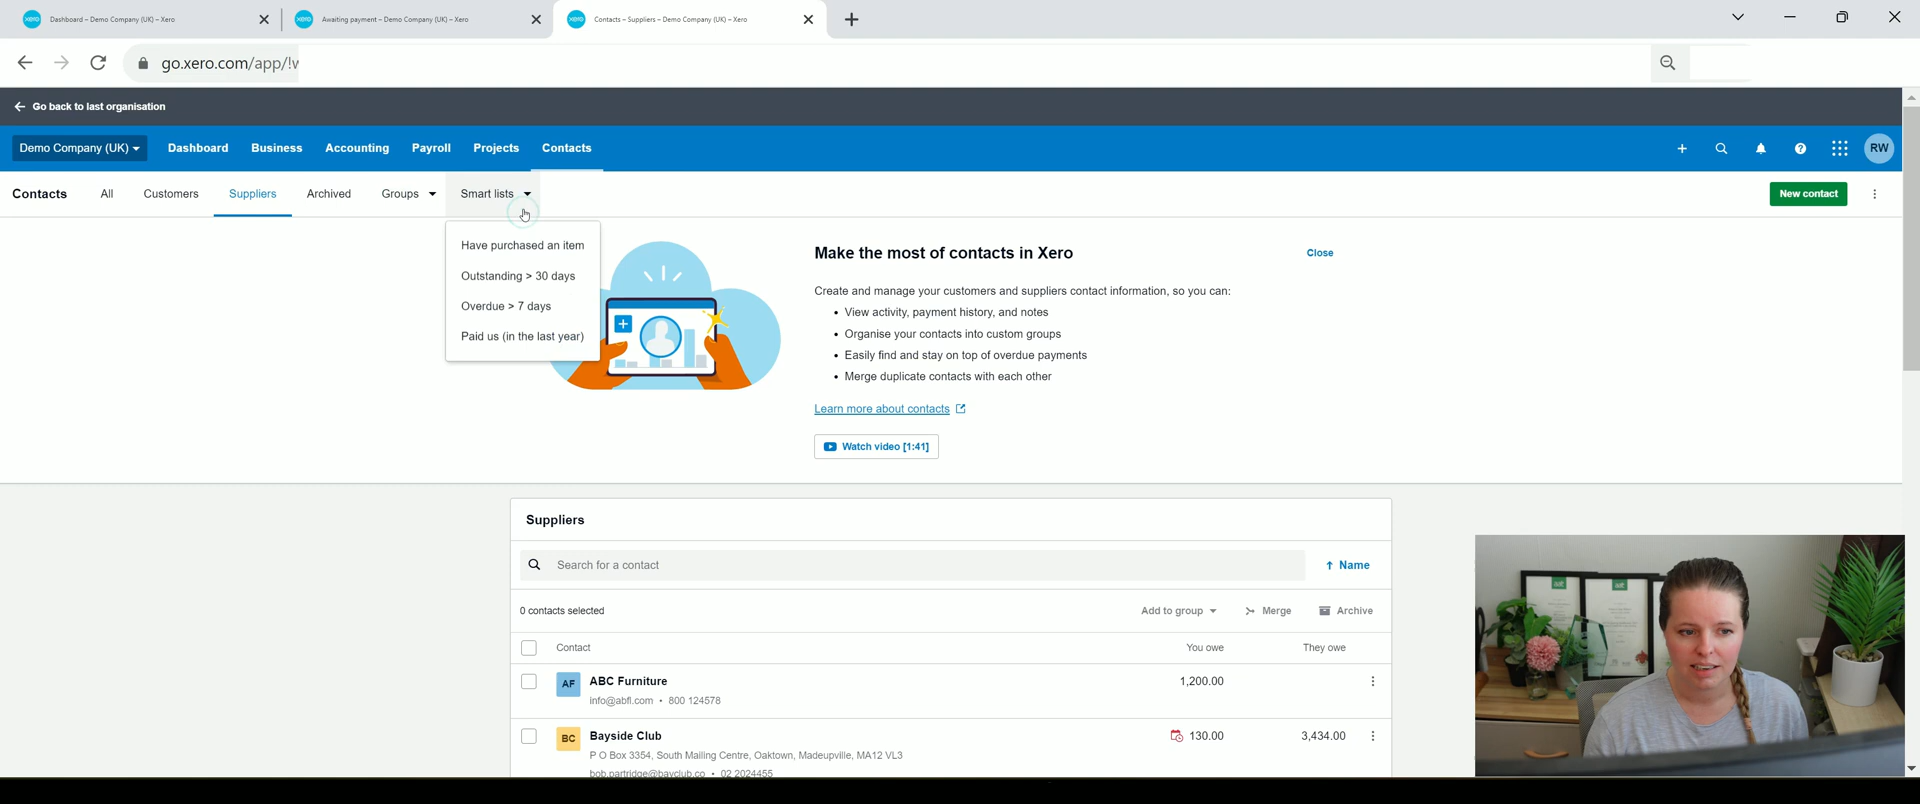 Dashboard – Demo Company (UK) – Xero
Awaiting payment – Demo Company (UK) – Xero
Contacts – Suppliers – Demo Company (UK) – Xero
go.xero.com/app/!
Go back to last organisation
Demo Company (UK) Dashboard Business Accounting Payroll Projects Contacts RW
Contacts All Customers Suppliers Archived Groups Smart lists New contact
Have purchased an item
Outstanding > 30 days
Overdue > 7 days
Paid us (in the last year)
Make the most of contacts in Xero Close
Create and manage your customers and suppliers contact information, so you can:
• View activity, payment history, and notes
• Organise your contacts into custom groups
• Easily find and stay on top of overdue payments
• Merge duplicate contacts with each other
Learn more about contacts
Watch video [1:41]
Suppliers
Search for a contact Name
0 contacts selected Add to group Merge Archive
Contact You owe They owe
AF ABC Furniture 1,200.00
info@abfl.com • 800 124578
BC Bayside Club 130.00 3,434.00
P O Box 3354, South Mailing Centre, Oaktown, Madeupville, MA12 VL3
bob.partridge@bayclub.co • 02 2024455